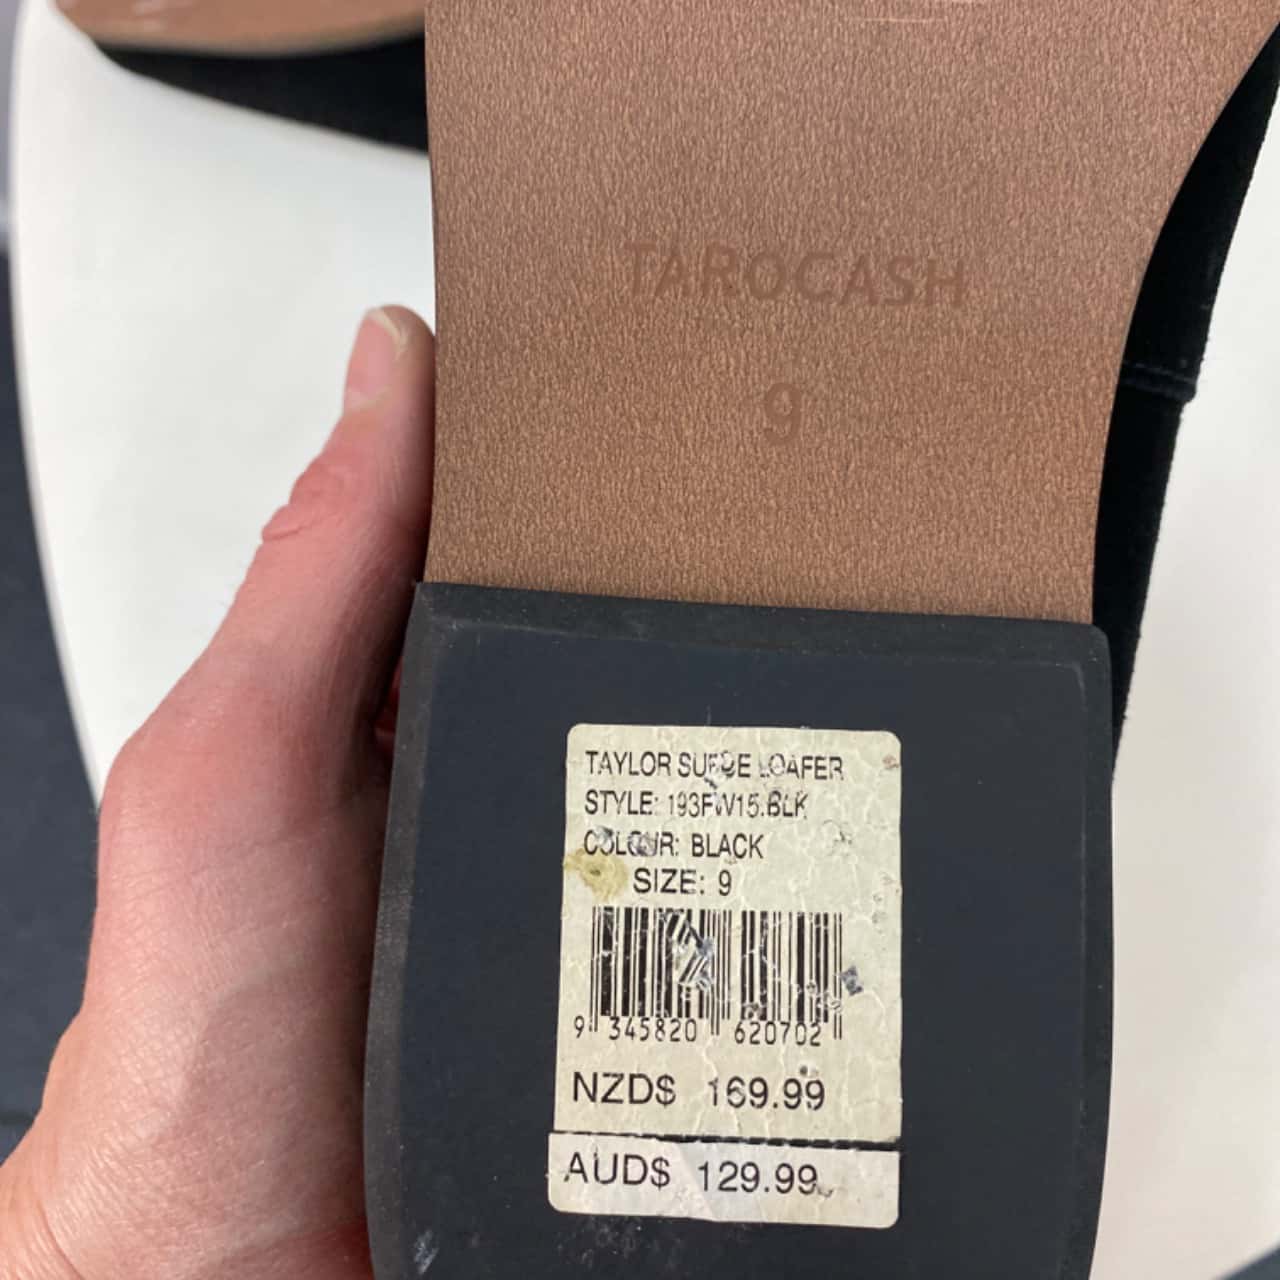 TAROCASH
9
TAYLOR SUEDE LOAFER
STYLE: 193FW15.BLK
COLOUR: BLACK
SIZE: 9
9 345820 620702
NZD$ 169.99
AUD$ 129.99